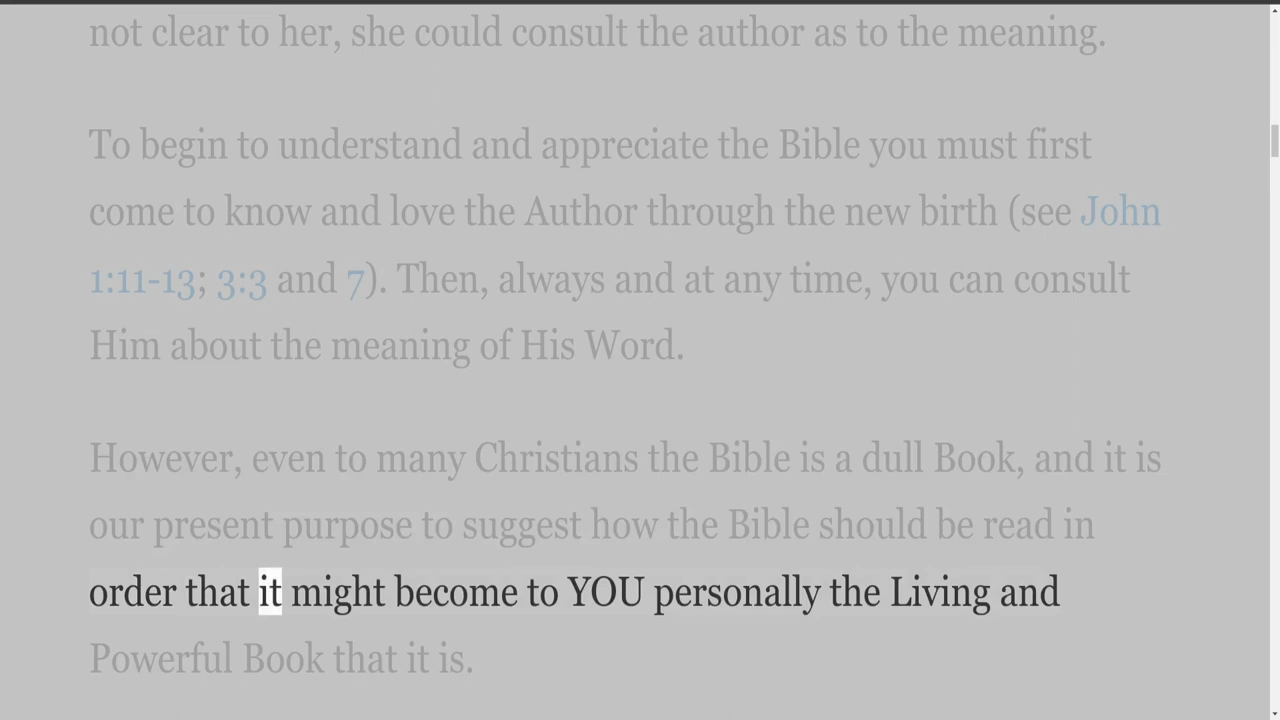 not clear to her, she could consult the author as to the meaning.
To begin to understand and appreciate the Bible you must first
come to know and love the Author through the new birth (see John
1:11-13; 3:3 and 7). Then, always and at any time, you can consult
Him about the meaning of His Word.
However, even to many Christians the Bible is a dull Book, and it is
our present purpose to suggest how the Bible should be read in
order that it might become to YOU personally the Living and
Powerful Book that it is.